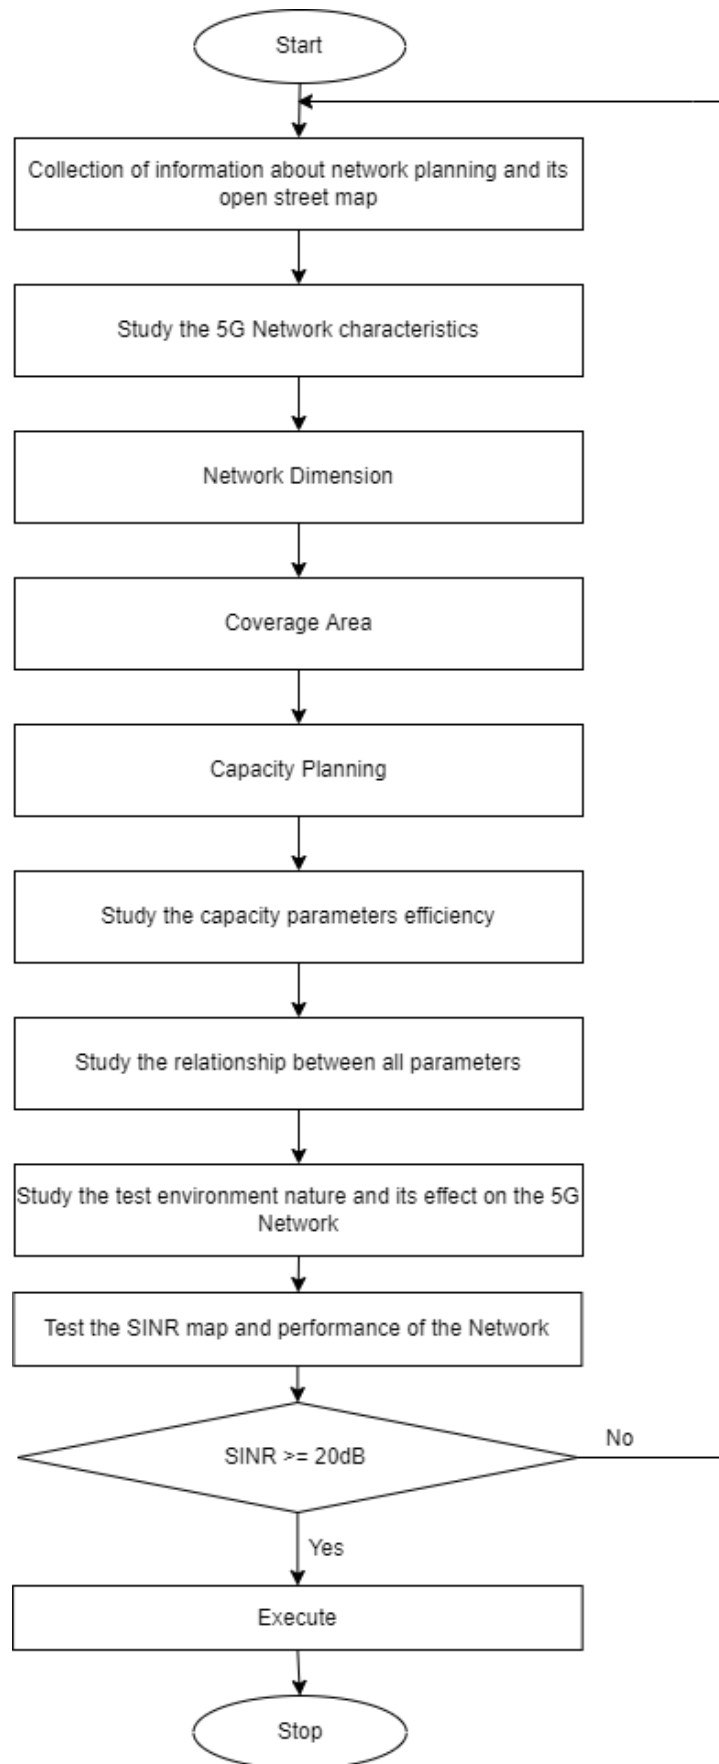 Start
Collection of information about network planning and its
open street map
Study the 5G Network characteristics
Network Dimension
Coverage Area
Capacity Planning
Study the capacity parameters efficiency
Study the relationship between all parameters
Study the test environment nature and its effect on the 5G
Network
Test the SINR map and performance of the Network
SINR >= 20dB
No
Yes
Execute
Stop